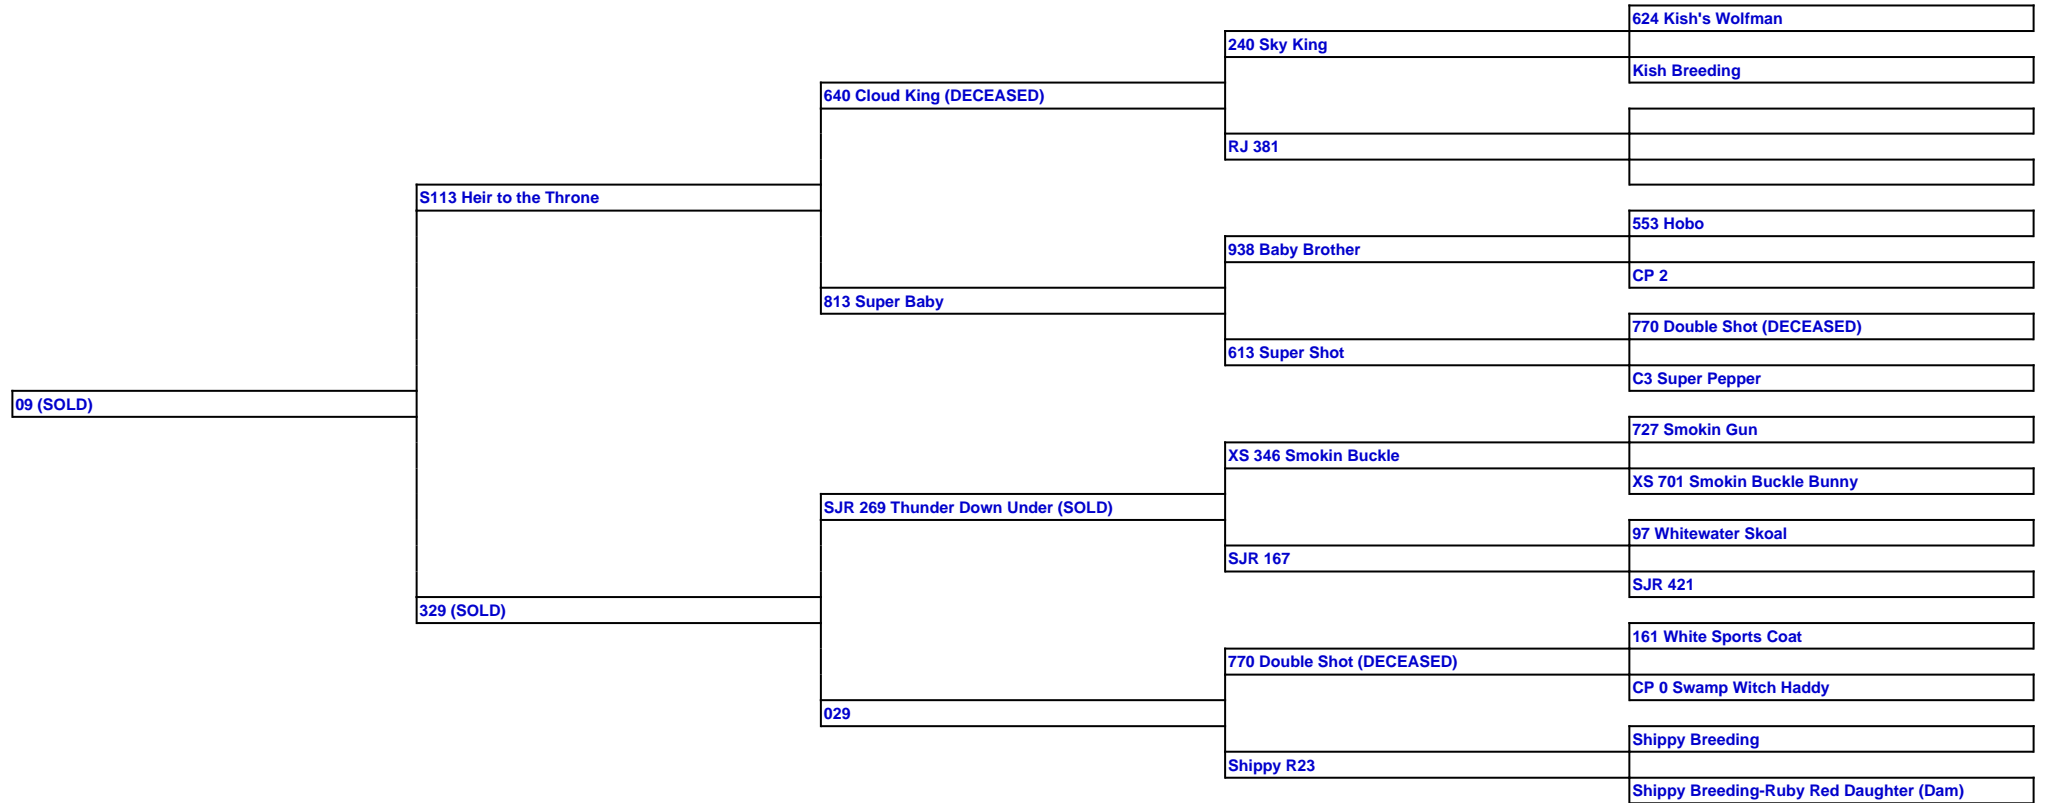 624 Kish's Wolfman
240 Sky King
Kish Breeding
640 Cloud King (DECEASED)
RJ 381
S113 Heir to the Throne
553 Hobo
938 Baby Brother
CP 2
813 Super Baby
770 Double Shot (DECEASED)
613 Super Shot
C3 Super Pepper
09 (SOLD)
727 Smokin Gun
XS 346 Smokin Buckle
XS 701 Smokin Buckle Bunny
SJR 269 Thunder Down Under (SOLD)
97 Whitewater Skoal
SJR 167
SJR 421
329 (SOLD)
161 White Sports Coat
770 Double Shot (DECEASED)
CP 0 Swamp Witch Haddy
029
Shippy Breeding
Shippy R23
Shippy Breeding-Ruby Red Daughter (Dam)